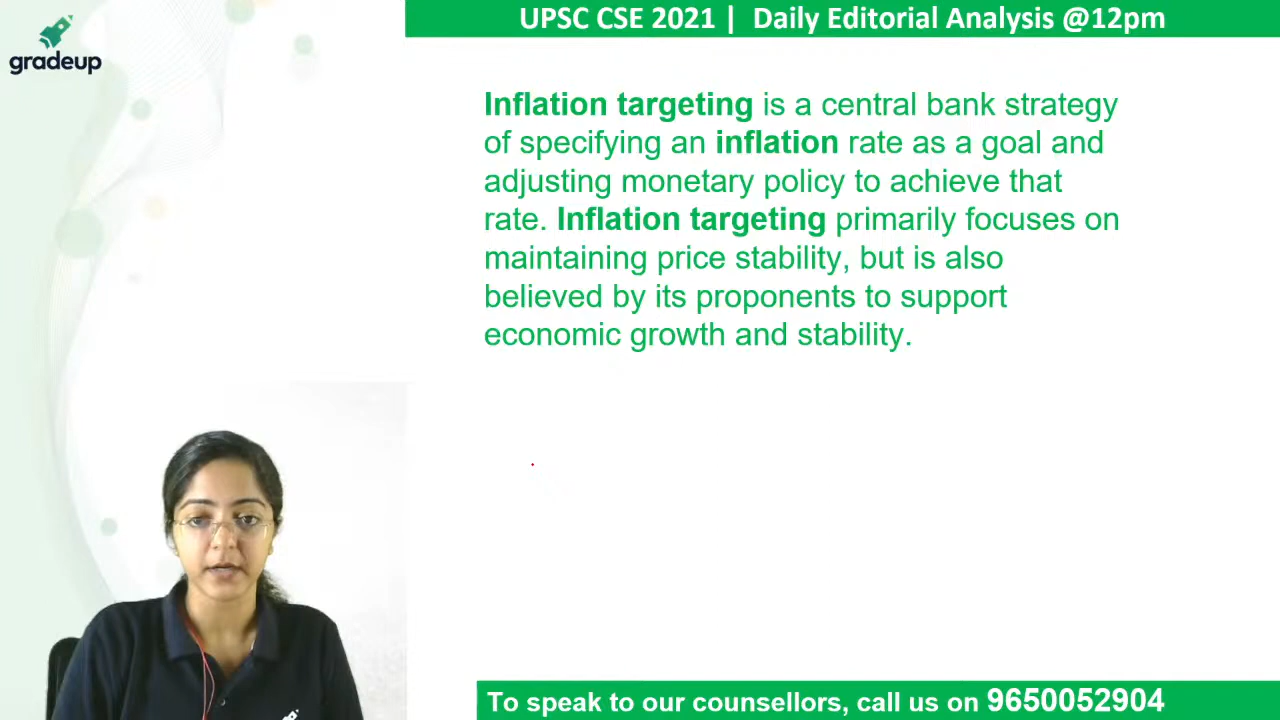 UPSC CSE 2021 | Daily Editorial Analysis @12pm
gradeup
Inflation targeting is a central bank strategy
of specifying an inflation rate as a goal and
adjusting monetary policy to achieve that
rate. Inflation targeting primarily focuses on
maintaining price stability, but is also
believed by its proponents to support
economic growth and stability.
To speak to our counsellors, call us on 9650052904